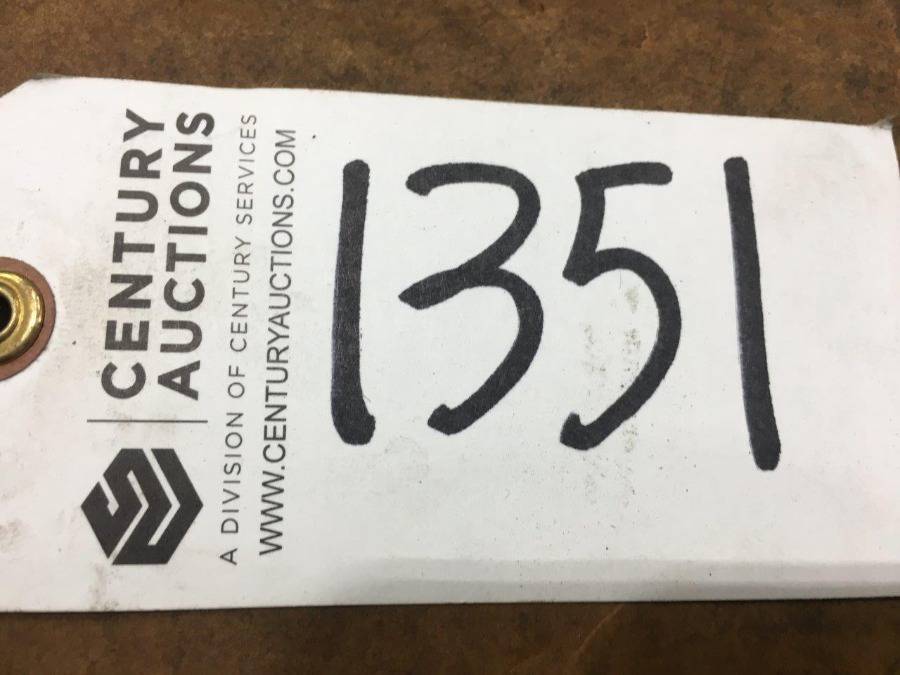 CENTURY
AUCTIONS
A DIVISION OF CENTURY SERVICES
WWW.CENTURYAUCTIONS.COM
1351